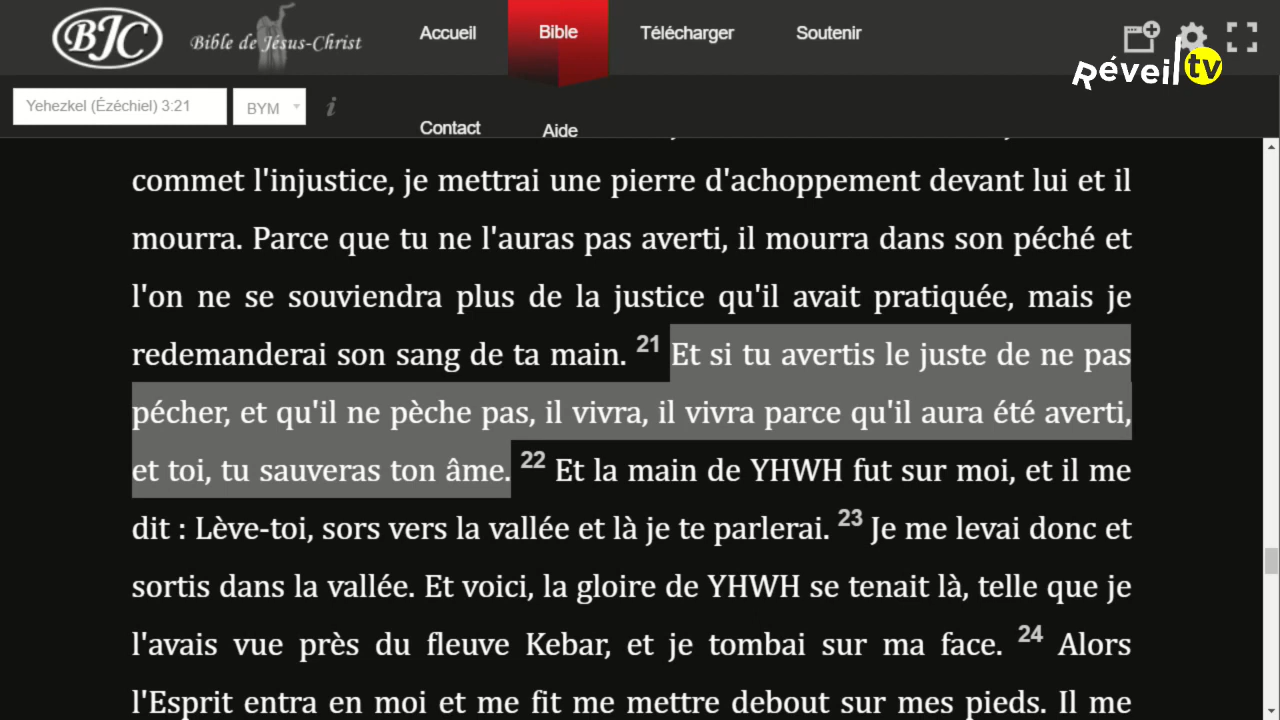 BJC
Bible de Jésus-Christ
Accueil
Bible
Télécharger
Soutenir
Réveil tv
Yehezkel (Ézéchiel) 3:21
BYM
i
Contact
Aide
commet l'injustice, je mettrai une pierre d'achoppement devant lui et il
mourra. Parce que tu ne l'auras pas averti, il mourra dans son péché et
l'on ne se souviendra plus de la justice qu'il avait pratiquée, mais je
redemanderai son sang de ta main. 21 Et si tu avertis le juste de ne pas
pécher, et qu'il ne pèche pas, il vivra, il vivra parce qu'il aura été averti,
et toi, tu sauveras ton âme. 22 Et la main de YHWH fut sur moi, et il me
dit : Lève-toi, sors vers la vallée et là je te parlerai. 23 Je me levai donc et
sortis dans la vallée. Et voici, la gloire de YHWH se tenait là, telle que je
l'avais vue près du fleuve Kebar, et je tombai sur ma face. 24 Alors
l'Esprit entra en moi et me fit me mettre debout sur mes pieds. Il me